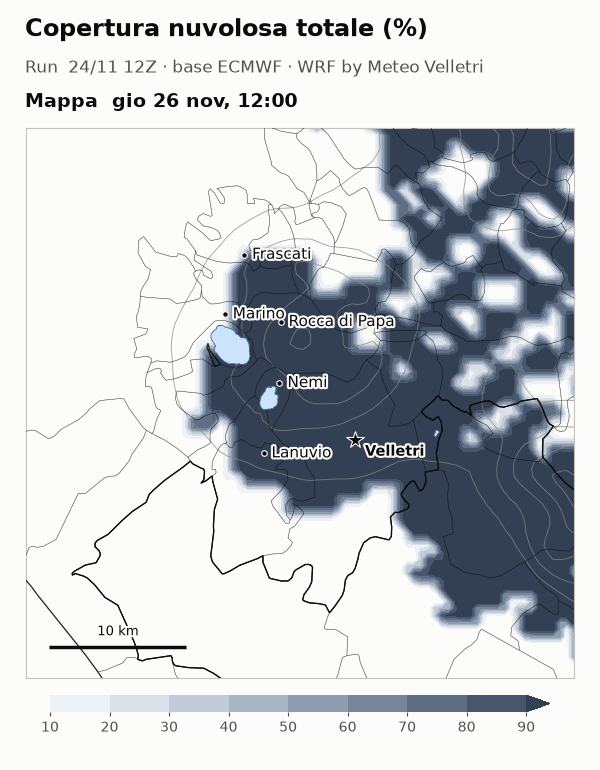 Copertura nuvolosa totale (%)
Run  24/11 12Z · base ECMWF · WRF by Meteo Velletri
Mappa  gio 26 nov, 12:00
Frascati
Marino
Rocca di Papa
Nemi
Velletri
Lanuvio
10 km
10 20 30 40 50 60 70 80 90